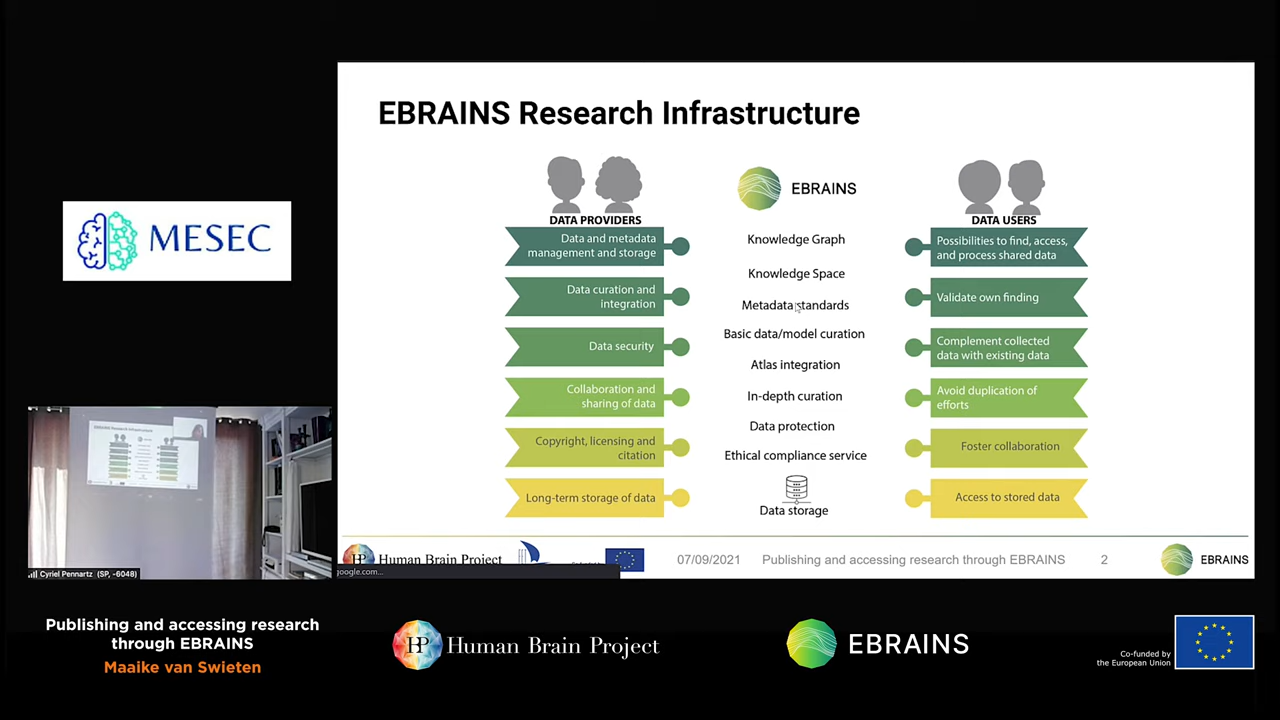 EBRAINS Research Infrastructure
DATA PROVIDERS
Data and metadata
management and storage
Data curation and
integration
Data security
Collaboration and
sharing of data
Copyright, licensing and
citation
Long-term storage of data
EBRAINS
Knowledge Graph
Knowledge Space
Metadata standards
Basic data/model curation
Atlas integration
In-depth curation
Data protection
Ethical compliance service
Data storage
DATA USERS
Possibilities to find, access,
and process shared data
Validate own finding
Complement collected
data with existing data
Avoid duplication of
efforts
Foster collaboration
Access to stored data
Human Brain Project
07/09/2021
Publishing and accessing research through EBRAINS
2
EBRAINS
google.com...
MESEC
EBRAINS Research Infrastructure
Cyriel Pennartz (SP, -6048)
Publishing and accessing research
through EBRAINS
Maaike van Swieten
HBP
Human Brain Project
EBRAINS
Co-funded by
the European Union